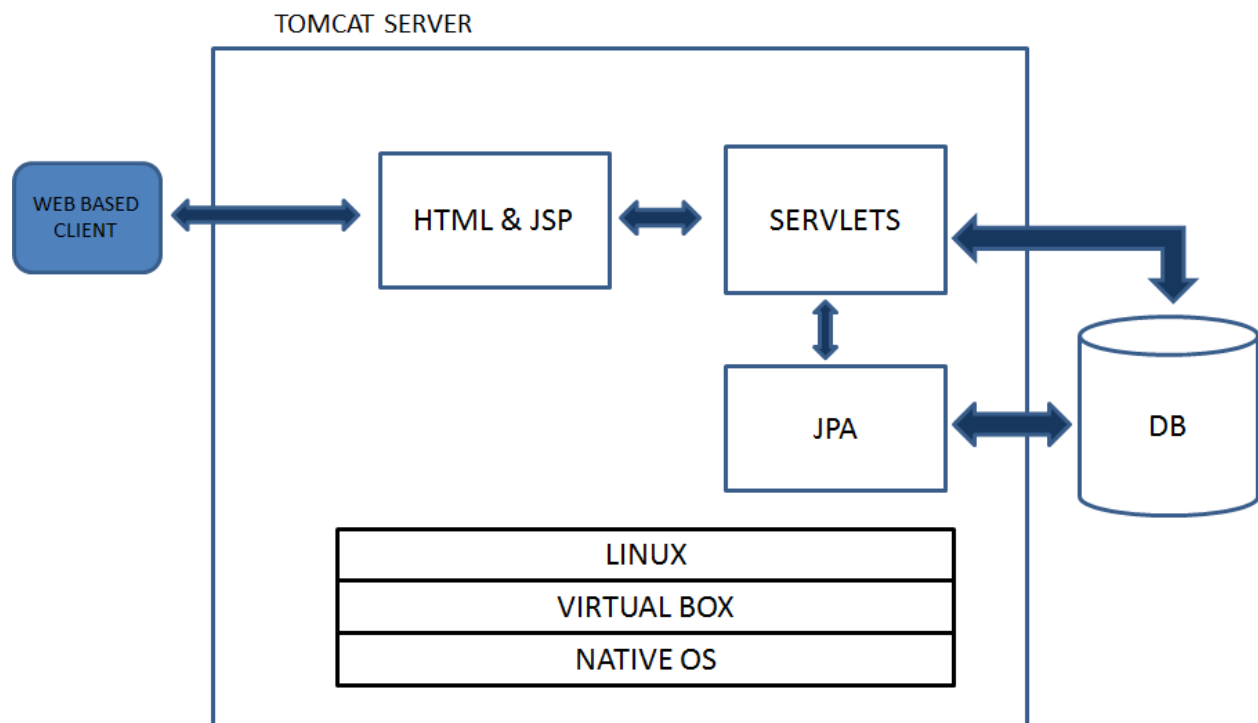 TOMCAT SERVER
WEB BASED
CLIENT
HTML & JSP
SERVLETS
JPA
DB
LINUX
VIRTUAL BOX
NATIVE OS